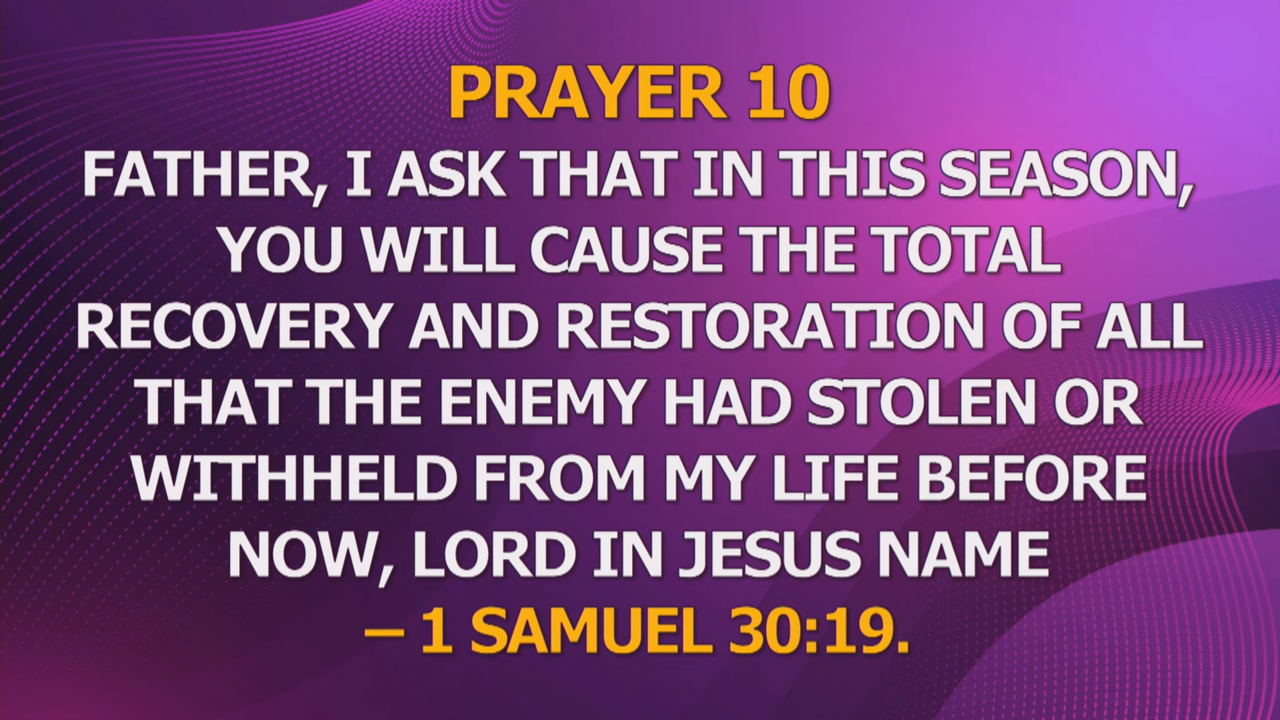 PRAYER 10
FATHER, I ASK THAT IN THIS SEASON,
YOU WILL CAUSE THE TOTAL
RECOVERY AND RESTORATION OF ALL
THAT THE ENEMY HAD STOLEN OR
WITHHELD FROM MY LIFE BEFORE
NOW, LORD IN JESUS NAME
– 1 SAMUEL 30:19.